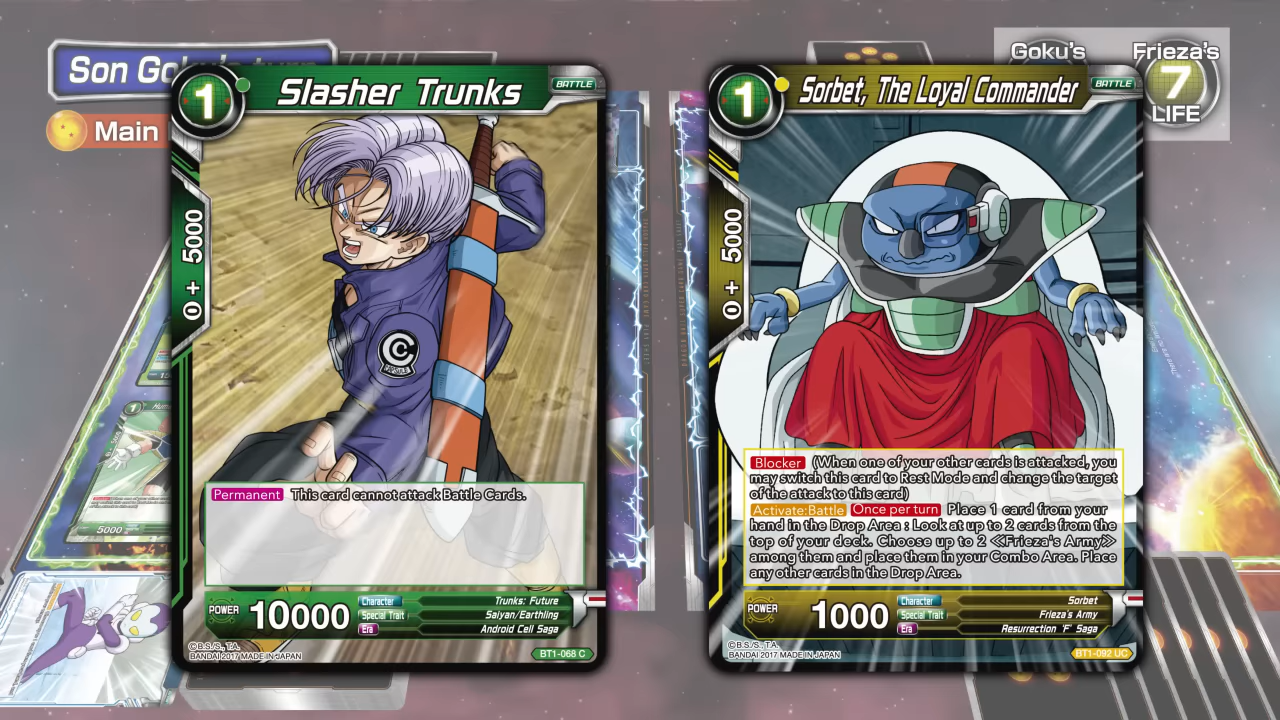 Son Go
Main
Goku's
Frieza's
7
LIFE
1
Slasher Trunks
BATTLE
0 + 5000
CAPSULE
Permanent This card cannot attack Battle Cards.
POWER
10000
Character Trunks: Future
Special Trait Saiyan/Earthling
Era Android Cell Saga
©B.S./S., T.A.
BANDAI 2017 MADE IN JAPAN
BT1-068 C
1
Sorbet, The Loyal Commander
BATTLE
0 + 5000
Blocker (When one of your other cards is attacked, you
may switch this card to Rest Mode and change the target
of the attack to this card)
Activate:Battle Once per turn Place 1 card from your
hand in the Drop Area : Look at up to 2 cards from the
top of your deck. Choose up to 2 ≪Frieza's Army≫
among them and place them in your Combo Area. Place
any other cards in the Drop Area.
POWER
1000
Character Sorbet
Special Trait Frieza's Army
Era Resurrection 'F' Saga
©B.S./S., T.A.
BANDAI 2017 MADE IN JAPAN
BT1-092 UC
5000